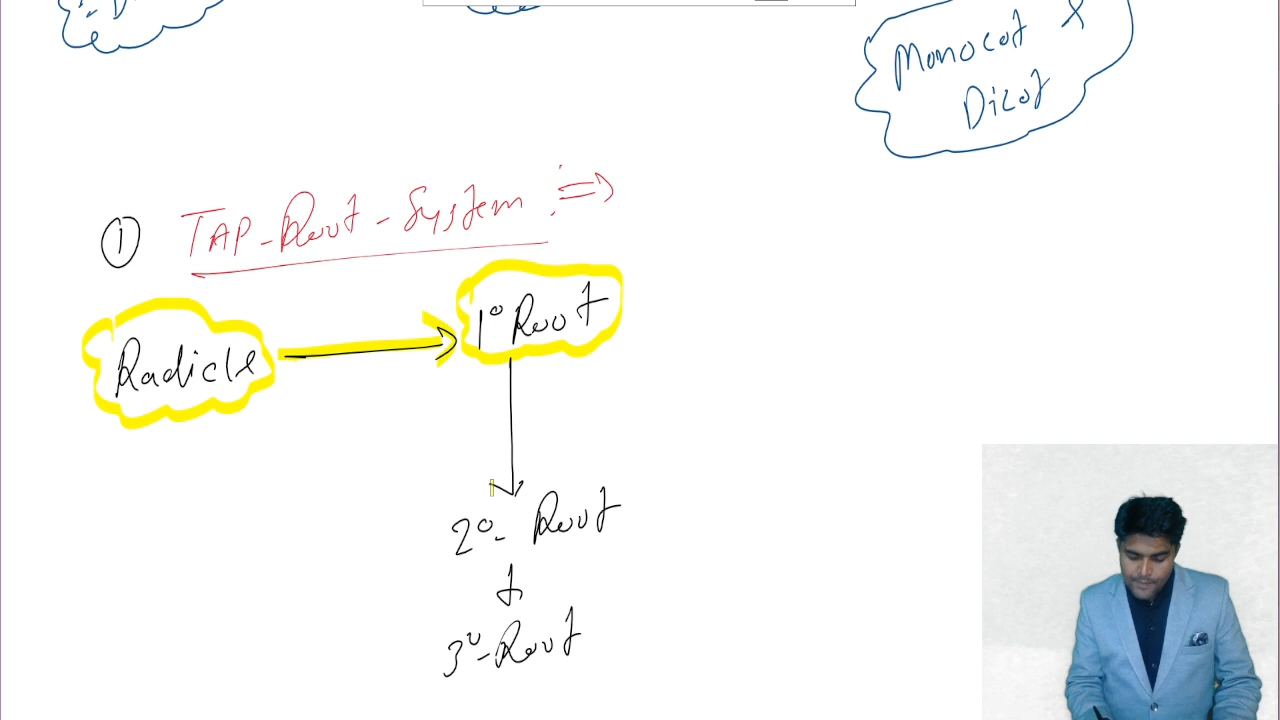 Monocot &
Dicot
① TAP-Root-System :⇒
Radicle → 1° Root
2°- Root
+
3°-Root